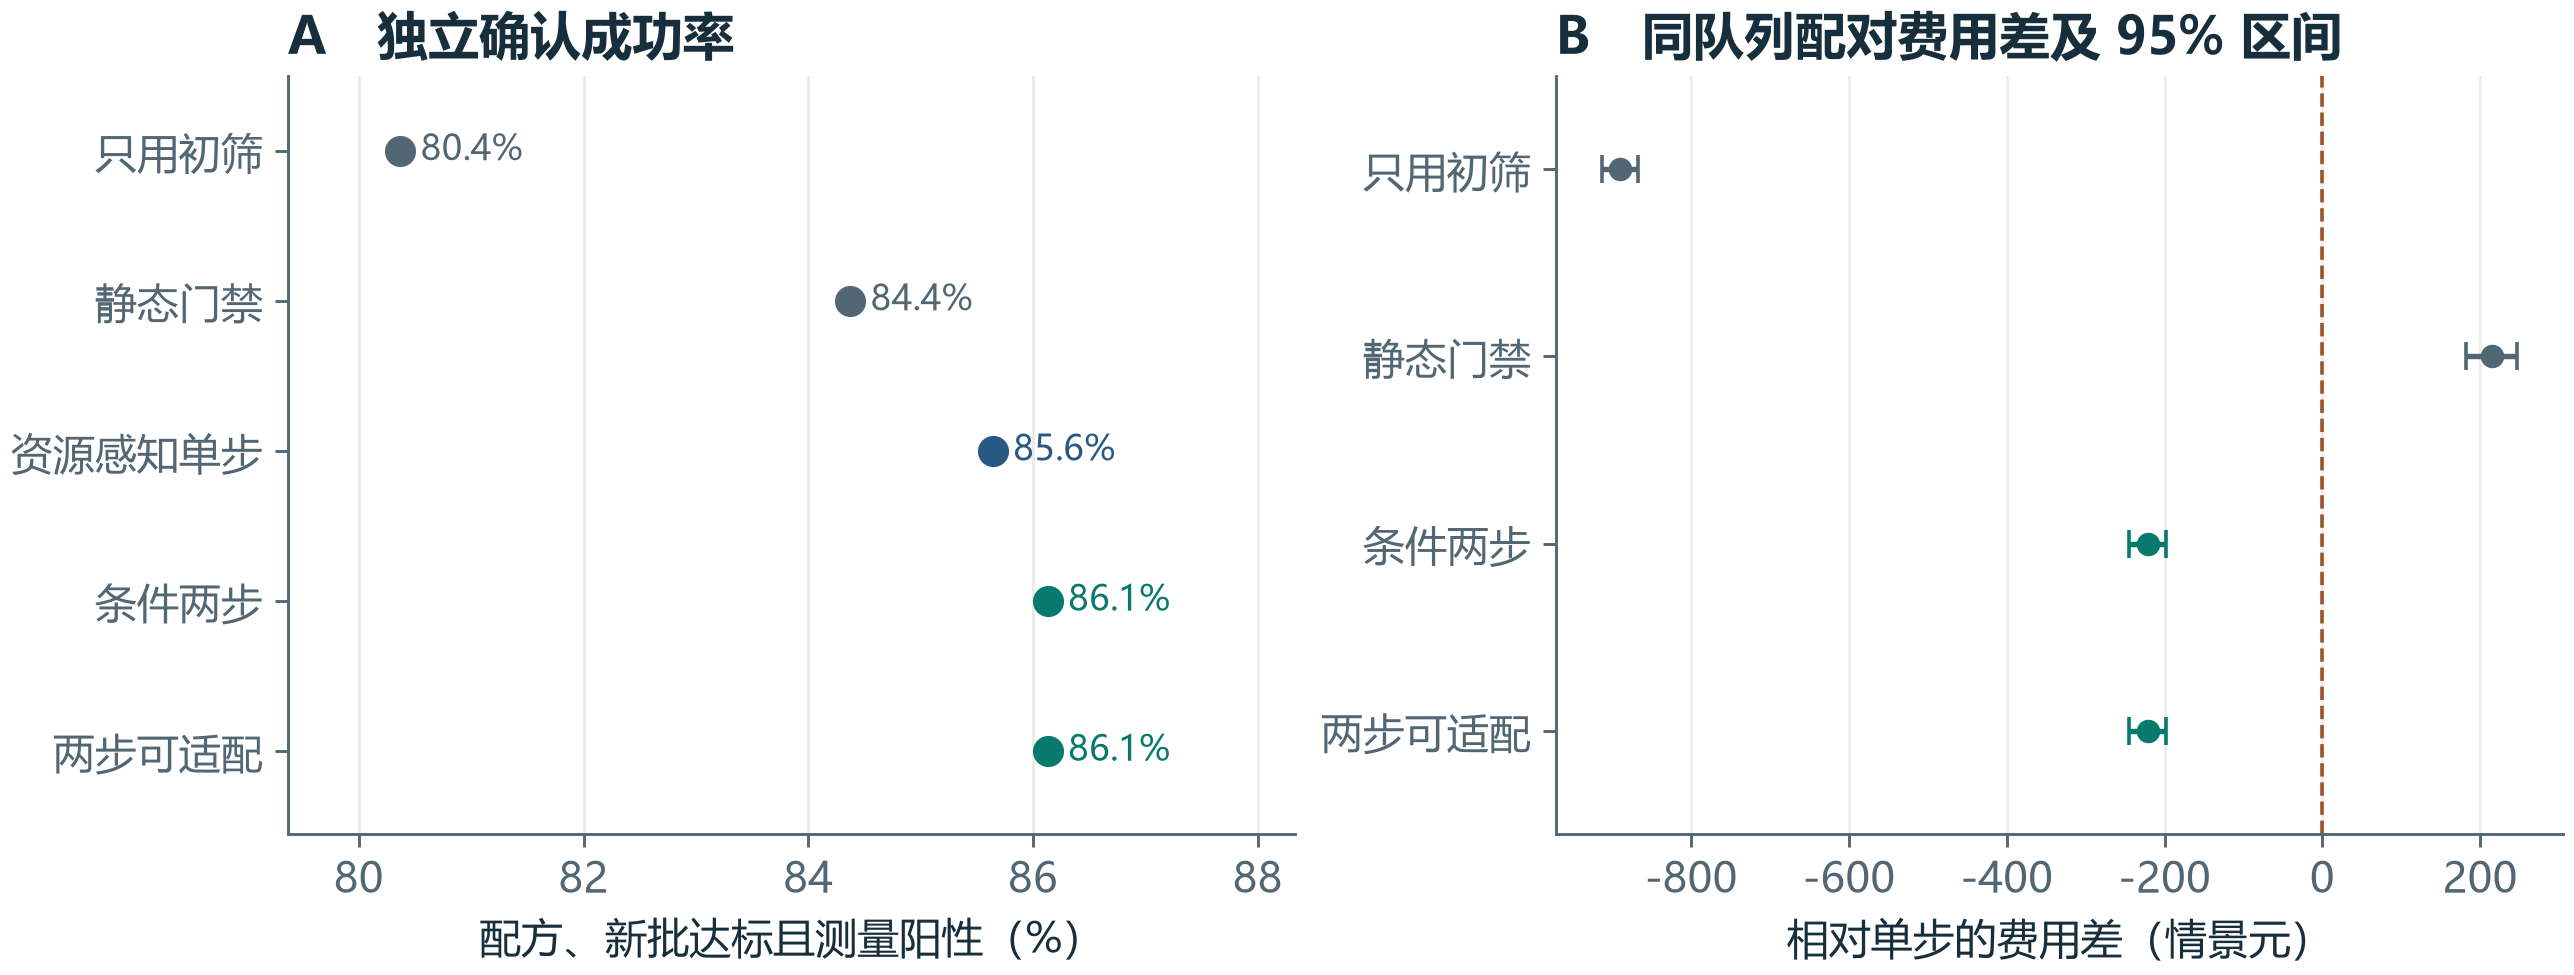 A 独立确认成功率
只用初筛
80.4%
静态门禁
84.4%
资源感知单步
85.6%
条件两步
86.1%
两步可适配
86.1%
80 82 84 86 88
配方、新批达标且测量阳性（%）
B 同队列配对费用差及 95% 区间
只用初筛
静态门禁
条件两步
两步可适配
-800 -600 -400 -200 0 200
相对单步的费用差（情景元）